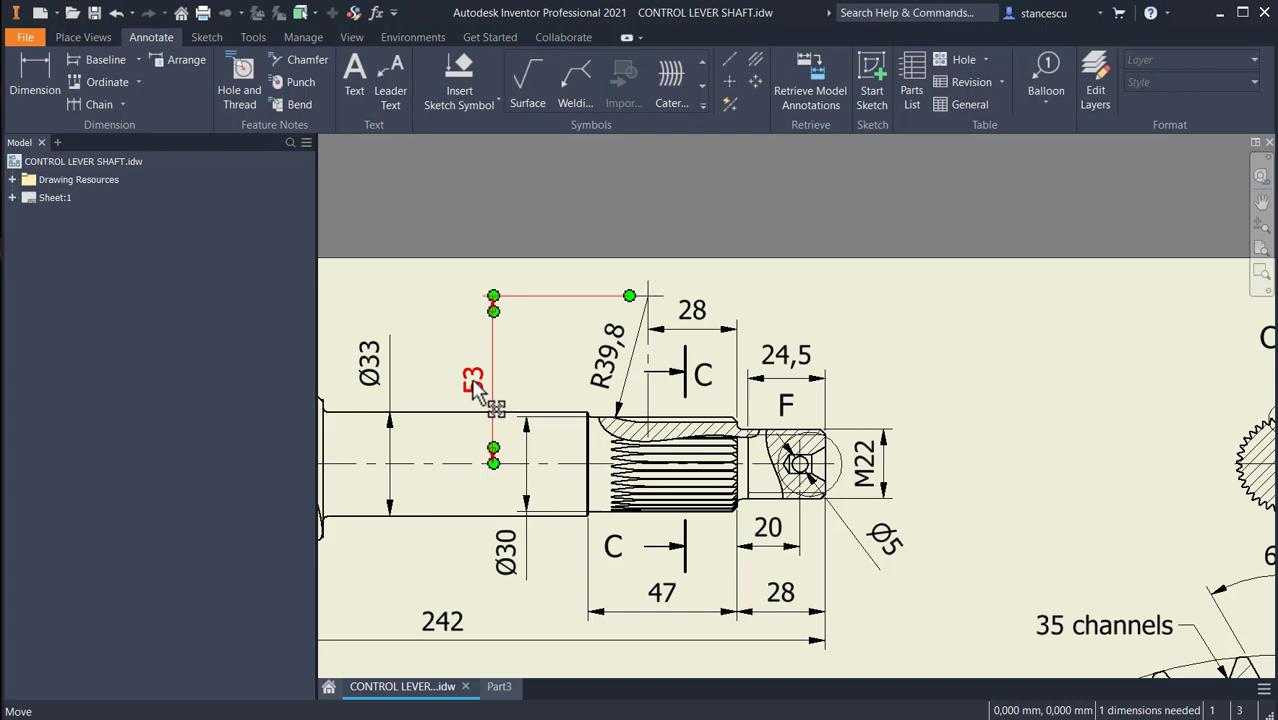 Autodesk Inventor Professional 2021 CONTROL LEVER SHAFT.idw
Search Help & Commands...
stancescu
File Place Views Annotate Sketch Tools Manage View Environments Get Started Collaborate
Dimension
Baseline
Ordinate
Chain
Arrange
Dimension
Hole and Thread
Chamfer
Punch
Bend
Feature Notes
Text
Leader Text
Text
Insert Sketch Symbol
Surface
Weldi...
Impor...
Cater...
Symbols
Retrieve Model Annotations
Retrieve
Start Sketch
Sketch
Parts List
Hole
Revision
General
Table
Balloon
Edit Layers
Layer
Style
Format
Model
CONTROL LEVER SHAFT.idw
Drawing Resources
Sheet:1
28
R39,8
Ø33
53
C
24,5
F
M22
C
Ø30
C
20
Ø5
6
47
28
242
35 channels
CONTROL LEVER...idw
Part3
Move
0,000 mm, 0,000 mm 1 dimensions needed 1 3